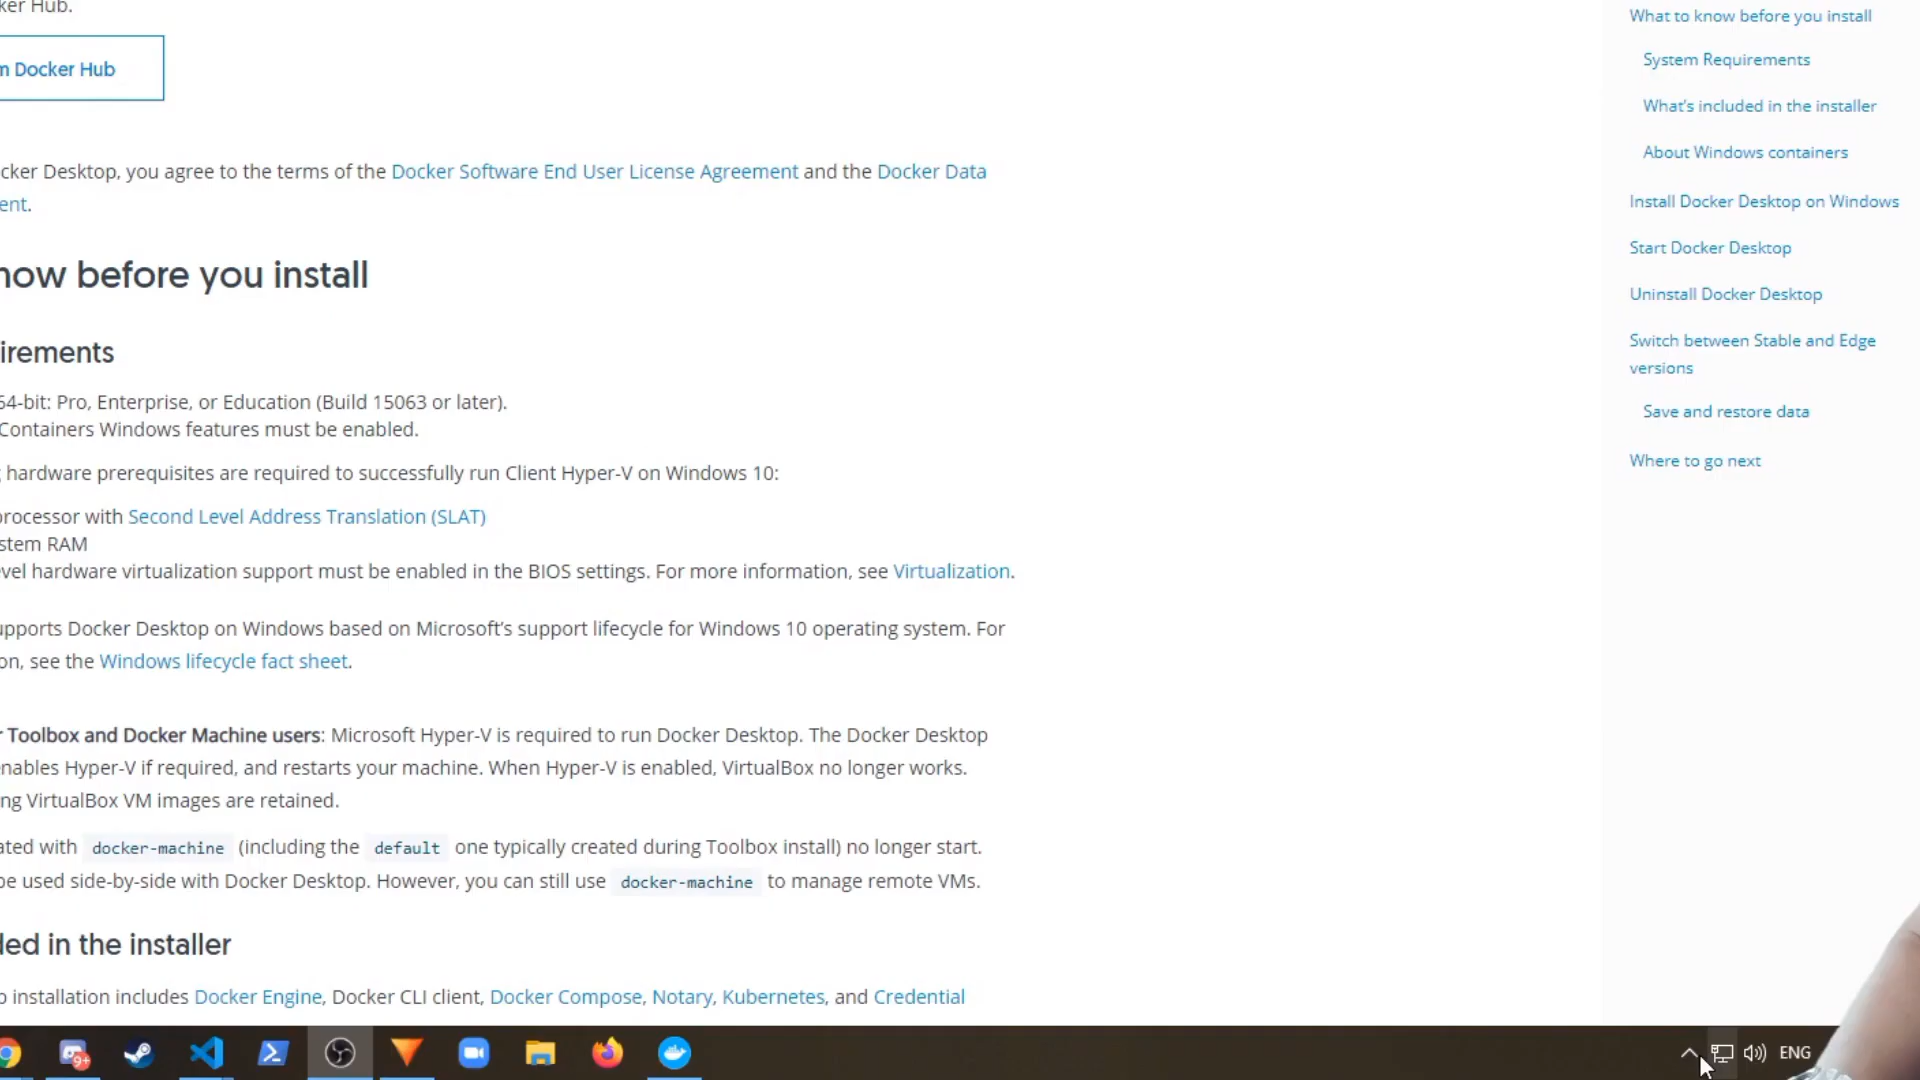 ker Hub.
m Docker Hub
cker Desktop, you agree to the terms of the Docker Software End User License Agreement and the Docker Data
ent.
now before you install
irements
64-bit: Pro, Enterprise, or Education (Build 15063 or later).
Containers Windows features must be enabled.
hardware prerequisites are required to successfully run Client Hyper-V on Windows 10:
processor with Second Level Address Translation (SLAT)
stem RAM
evel hardware virtualization support must be enabled in the BIOS settings. For more information, see Virtualization.
upports Docker Desktop on Windows based on Microsoft's support lifecycle for Windows 10 operating system. For
on, see the Windows lifecycle fact sheet.
r Toolbox and Docker Machine users: Microsoft Hyper-V is required to run Docker Desktop. The Docker Desktop
nables Hyper-V if required, and restarts your machine. When Hyper-V is enabled, VirtualBox no longer works.
ng VirtualBox VM images are retained.
ated with docker-machine (including the default one typically created during Toolbox install) no longer start.
be used side-by-side with Docker Desktop. However, you can still use docker-machine to manage remote VMs.
ded in the installer
p installation includes Docker Engine, Docker CLI client, Docker Compose, Notary, Kubernetes, and Credential
What to know before you install
System Requirements
What's included in the installer
About Windows containers
Install Docker Desktop on Windows
Start Docker Desktop
Uninstall Docker Desktop
Switch between Stable and Edge
versions
Save and restore data
Where to go next
9+
ENG